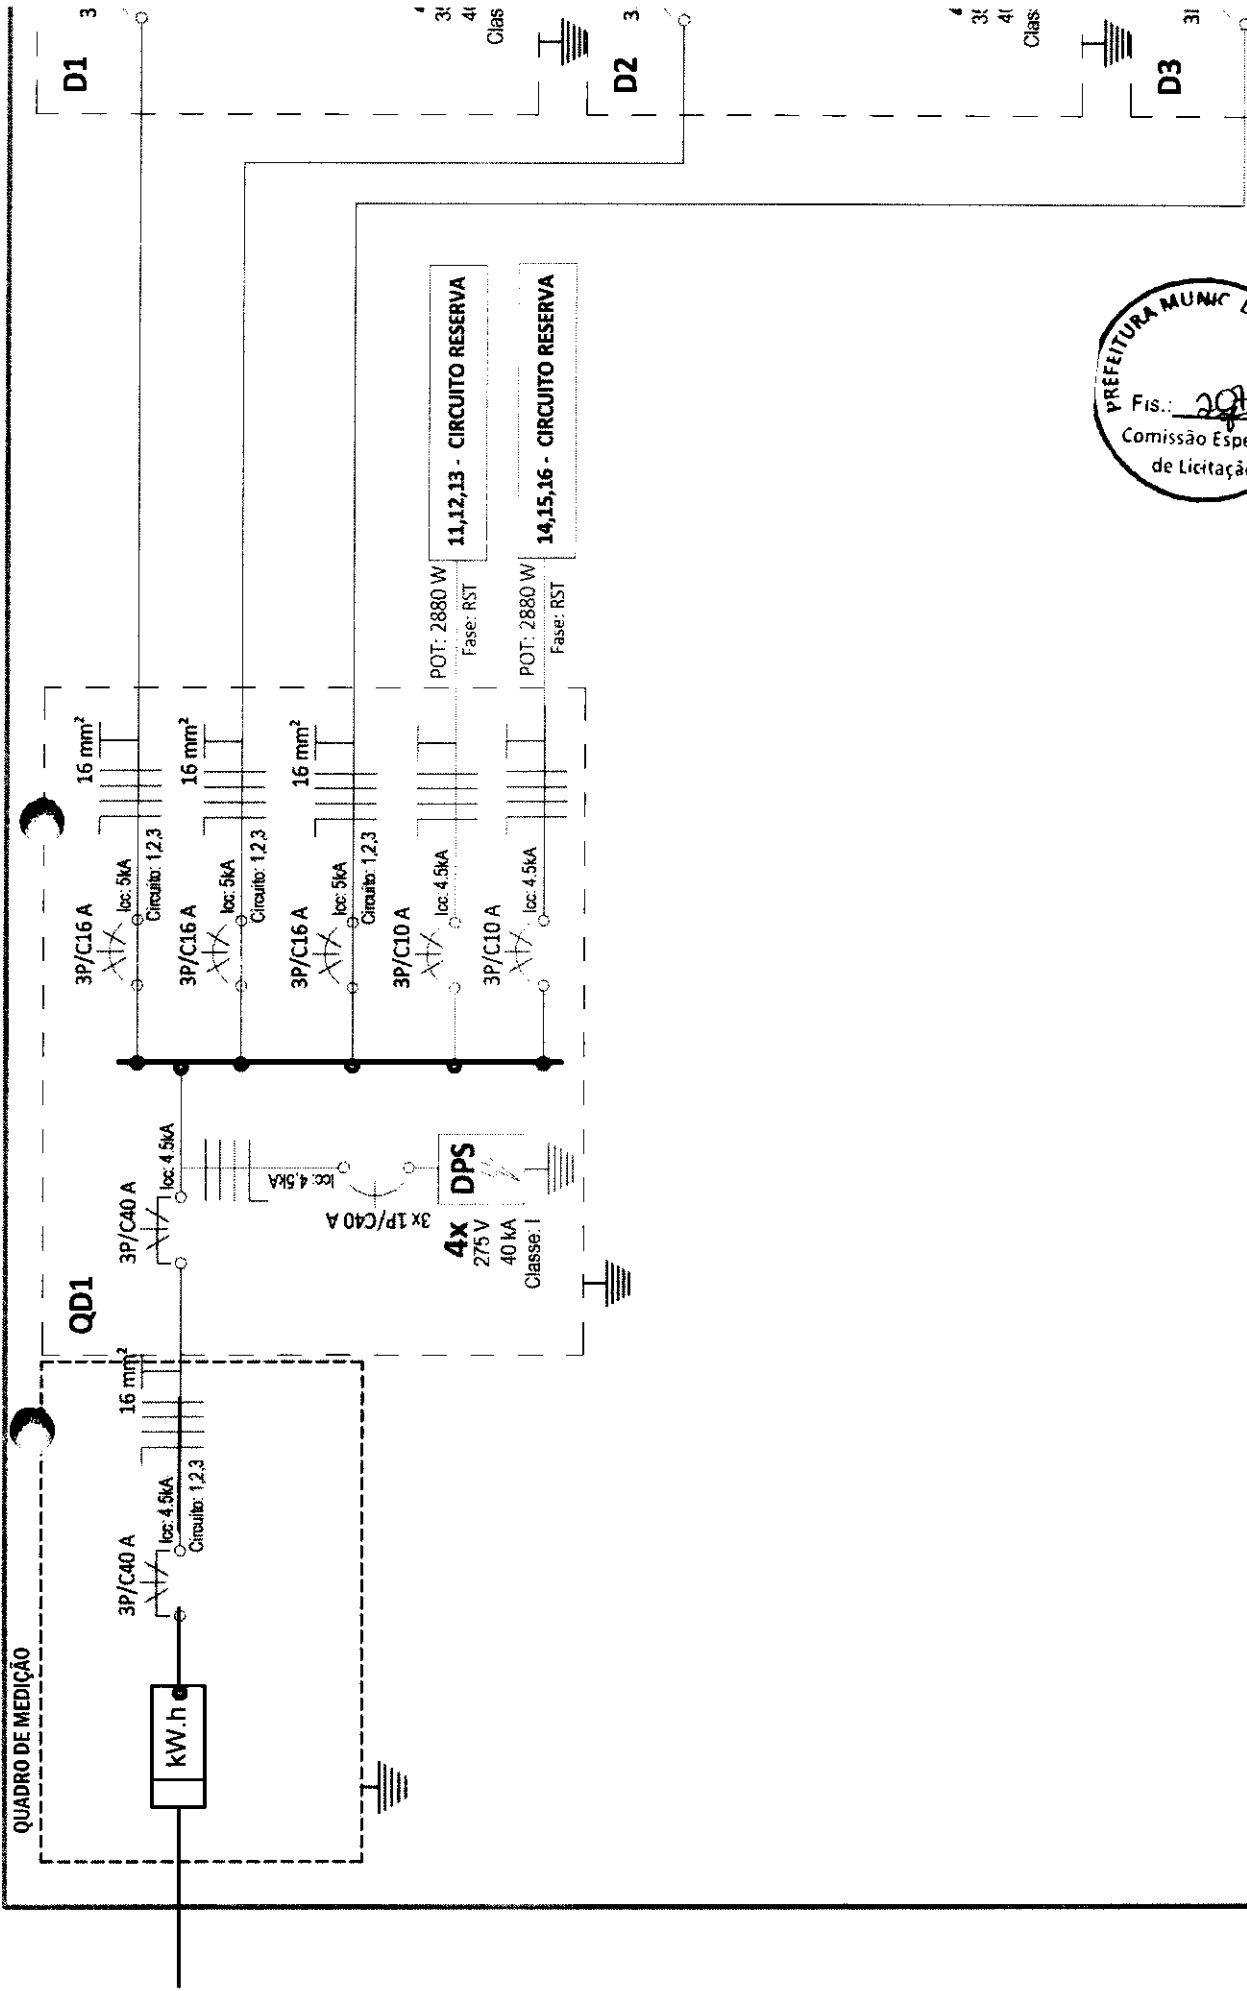 QUADRO DE MEDIÇÃO
kW.h
3P/C40 A
Icc: 4.5kA
Circuito: 1,2,3
16 mm²
QD1
3P/C40 A
Icc: 4.5kA
Icc: 4,5kA
3x 1P/C40 A
4x
DPS
275 V
40 kA
Classe: I
3P/C16 A
Icc: 5kA
Circuito: 1,2,3
16 mm²
3P/C16 A
Icc: 5kA
Circuito: 1,2,3
16 mm²
3P/C16 A
Icc: 5kA
Circuito: 1,2,3
16 mm²
3P/C10 A
Icc: 4.5kA
POT: 2880 W
Fase: RST
11,12,13 - CIRCUITO RESERVA
3P/C10 A
Icc: 4.5kA
POT: 2880 W
Fase: RST
14,15,16 - CIRCUITO RESERVA
D1
D2
D3
Clas
Clas
PREFEITURA MUNIC
Fls.:
Comissão Espe
de Licitaçã